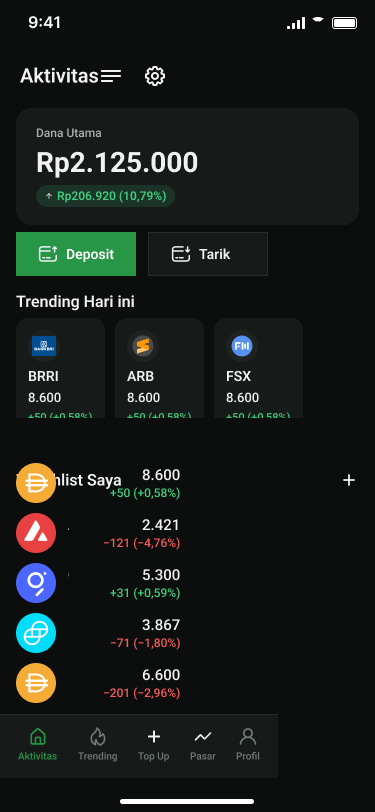 9:41
Aktivitas
Dana Utama
Rp2.125.000
Rp206.920 (10,79%)
Deposit
Tarik
Trending Hari ini
BANK BRI
BRRI
ARB
FSX
8.600
8.600
8.600
+50 (+0,58%)
+50 (+0,58%)
+50 (+0,58%)
hlist Saya
8.600
+50 (+0,58%)
2.421
−121 (−4,76%)
5.300
+31 (+0,59%)
3.867
−71 (−1,80%)
6.600
−201 (−2,96%)
Aktivitas
Trending
Top Up
Pasar
Profil